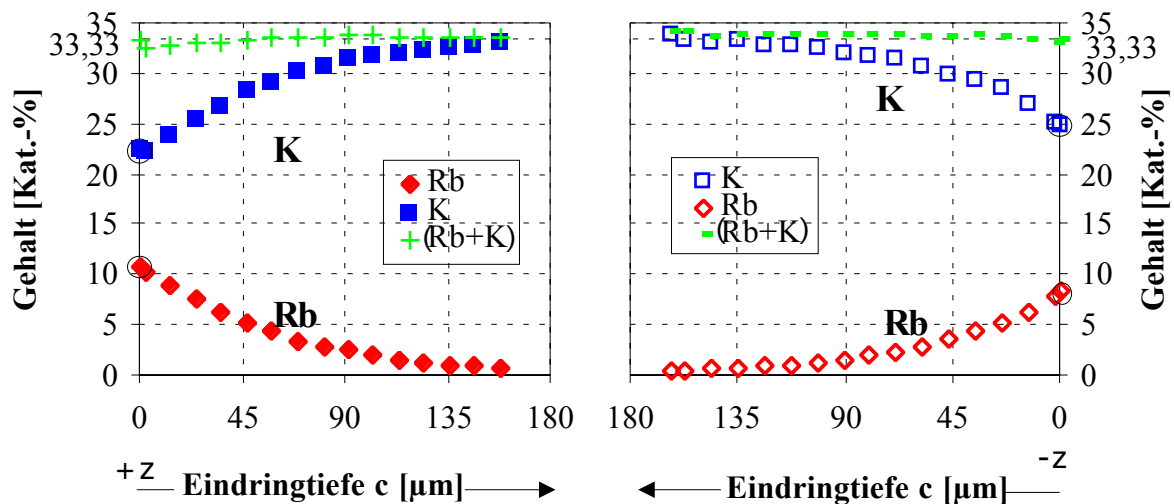 Gehalt [Kat.-%]
35
33,33
30
25
20
15
10
5
0
K
Rb
K
(Rb+K)
Rb
0 45 90 135 180
+z
Eindringtiefe c [µm]
K
K
Rb
(Rb+K)
Rb
180 135 90 45 0
-z
Eindringtiefe c [µm]
35
33,33
30
25
20
15
10
5
0
Gehalt [Kat.-%]